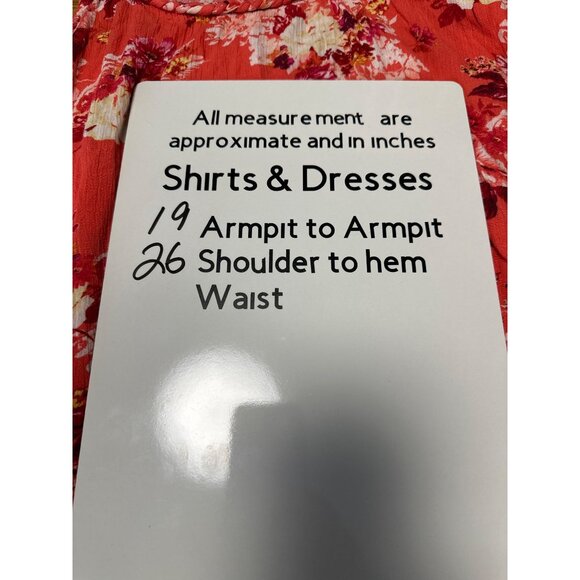 All measurement are
approximate and in inches
Shirts & Dresses
19 Armpit to Armpit
26 Shoulder to hem
Waist